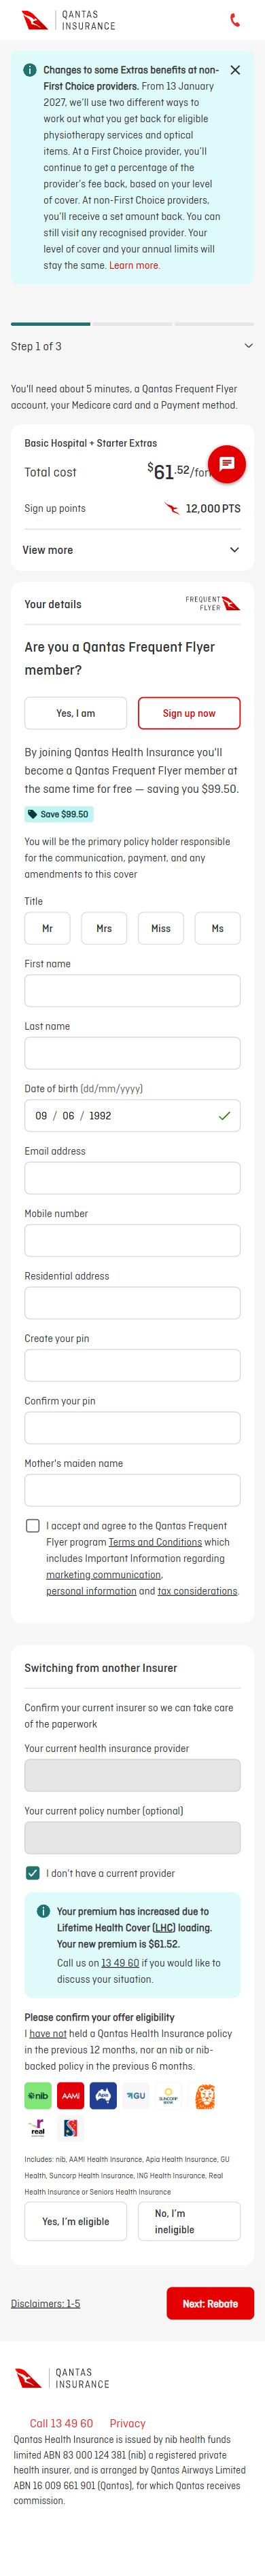 QANTAS
INSURANCE
Changes to some Extras benefits at non-
First Choice providers. From 13 January
2027, we'll use two different ways to
work out what you get back for eligible
physiotherapy services and optical
items. At a First Choice provider, you'll
continue to get a percentage of the
provider's fee back, based on your level
of cover. At non-First Choice providers,
you'll receive a set amount back. You can
still visit any recognised provider. Your
level of cover and your annual limits will
stay the same. Learn more.
Step 1 of 3
You'll need about 5 minutes, a Qantas Frequent Flyer
account, your Medicare card and a Payment method.
Basic Hospital + Starter Extras
Total cost $61.52
Sign up points 12,000 PTS
View more
Your details FREQUENT
FLYER
Are you a Qantas Frequent Flyer
member?
Yes, I am Sign up now
By joining Qantas Health Insurance you'll
become a Qantas Frequent Flyer member at
the same time for free — saving you $99.50.
Save $99.50
You will be the primary policy holder responsible
for the communication, payment, and any
amendments to this cover
Title
Mr Mrs Miss Ms
First name
Last name
Date of birth (dd/mm/yyyy)
09 / 06 / 1992
Email address
Mobile number
Residential address
Create your pin
Confirm your pin
Mother's maiden name
I accept and agree to the Qantas Frequent
Flyer program Terms and Conditions which
includes Important Information regarding
marketing communication,
personal information and tax considerations.
Switching from another Insurer
Confirm your current insurer so we can take care
of the paperwork
Your current health insurance provider
Your current policy number (optional)
I don't have a current provider
Your premium has increased due to
Lifetime Health Cover (LHC) loading.
Your new premium is $61.52.
Call us on 13 49 60 if you would like to
discuss your situation.
Please confirm your offer eligibility
I have not held a Qantas Health Insurance policy
in the previous 12 months, nor an nib or nib-
backed policy in the previous 6 months.
nib AAMI Apia GU SUNCORP
real
Includes: nib, AAMI Health Insurance, Apia Health Insurance, GU
Health, Suncorp Health Insurance, ING Health Insurance, Real
Health Insurance or Seniors Health Insurance
Yes, I'm eligible No, I'm
ineligible
Disclaimers: 1-5 Next: Rebate
QANTAS
INSURANCE
Call 13 49 60 Privacy
Qantas Health Insurance is issued by nib health funds
limited ABN 83 000 124 381 (nib) a registered private
health insurer, and is arranged by Qantas Airways Limited
ABN 16 009 661 901 (Qantas), for which Qantas receives
commission.